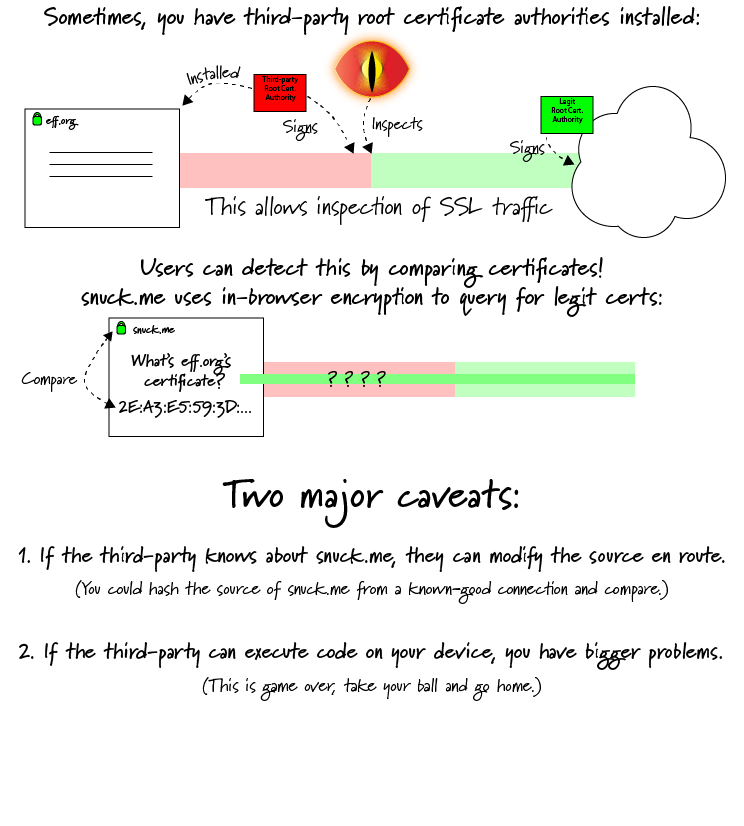 Sometimes, you have third-party root certificate authorities installed:
Installed
Third-party
Root Cert.
Authority
Legit
Root Cert.
Authority
eff.org
Signs
Inspects
Signs
This allows inspection of SSL traffic
Users can detect this by comparing certificates!
snuck.me uses in-browser encryption to query for legit certs:
snuck.me
What's eff.org's
certificate?
Compare
? ? ? ?
2E:A3:E5:59:3D:...
Two major caveats:
1. If the third-party knows about snuck.me, they can modify the source en route.
(You could hash the source of snuck.me from a known-good connection and compare.)
2. If the third-party can execute code on your device, you have bigger problems.
(This is game over, take your ball and go home.)